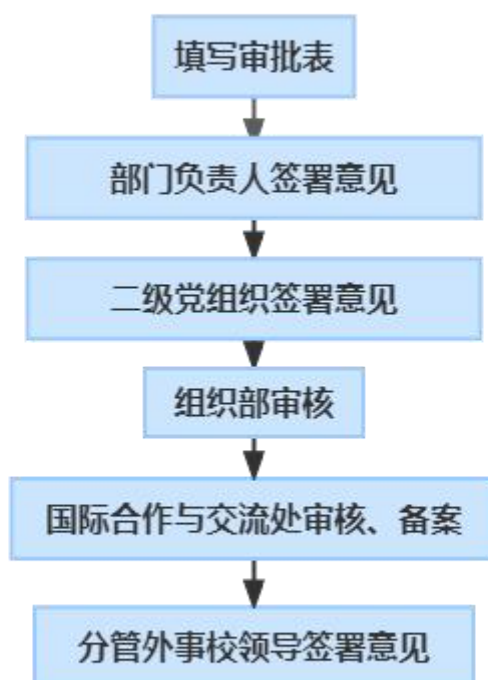 填写审批表
部门负责人签署意见
二级党组织签署意见
组织部审核
国际合作与交流处审核、备案
分管外事校领导签署意见